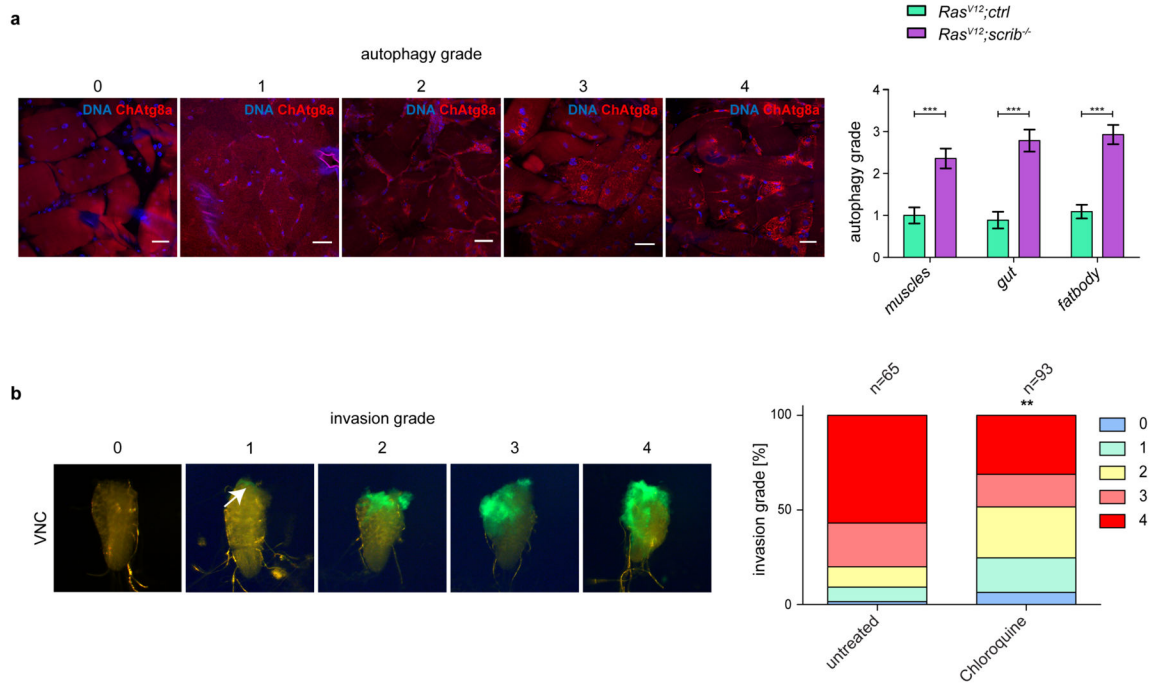 a
autophagy grade
0 1 2 3 4
DNA ChAtg8a DNA ChAtg8a DNA ChAtg8a DNA ChAtg8a DNA ChAtg8a
Ras^V12;ctrl
Ras^V12;scrib^-/-
autophagy grade
4
3
2
1
0
*** *** ***
muscles gut fatbody
b
invasion grade
0 1 2 3 4
VNC
n=65 n=93
**
invasion grade [%]
100
50
0
untreated Chloroquine
0
1
2
3
4